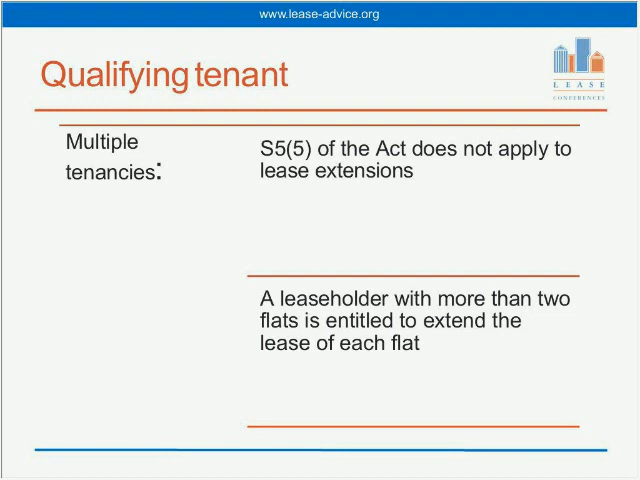 www.lease-advice.org
Qualifying tenant
LEASE
CONFERENCES
Multiple
tenancies:
S5(5) of the Act does not apply to
lease extensions
A leaseholder with more than two
flats is entitled to extend the
lease of each flat